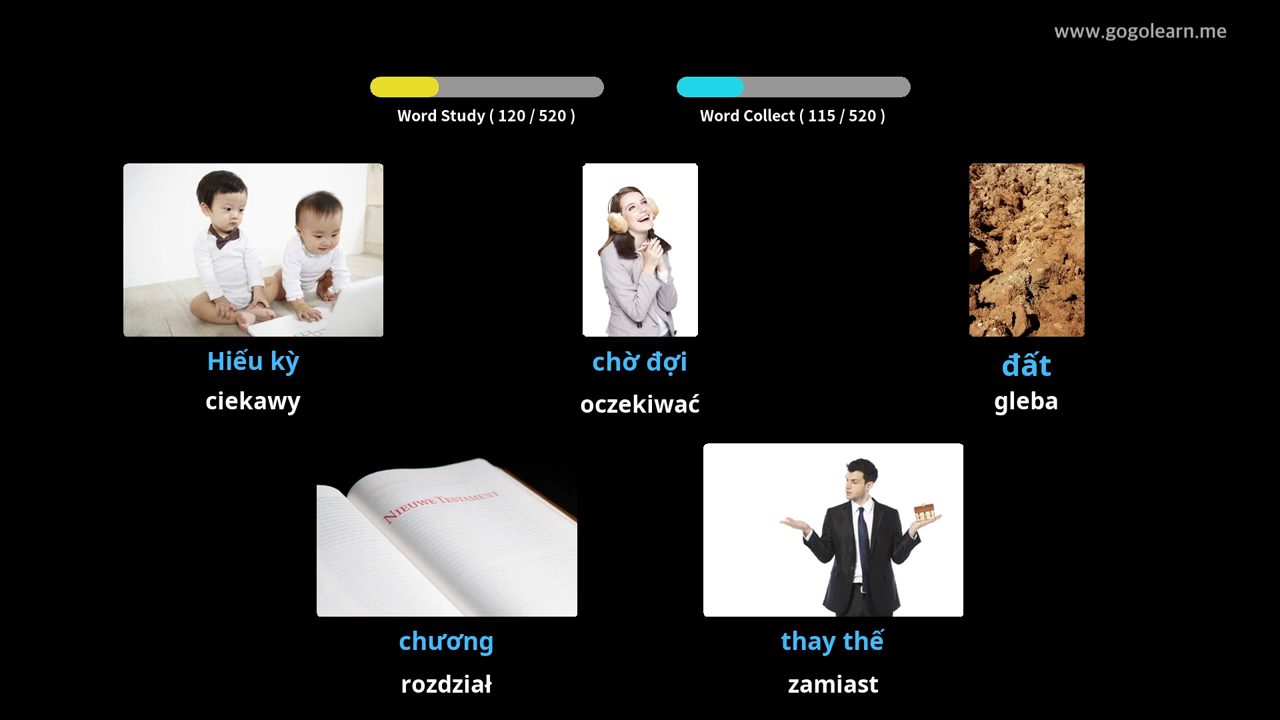 www.gogolearn.me
Word Study ( 120 / 520 )
Word Collect ( 115 / 520 )
Hiếu kỳ
ciekawy
chờ đợi
oczekiwać
đất
gleba
NIEUWE TESTAMENT
chương
rozdział
thay thế
zamiast